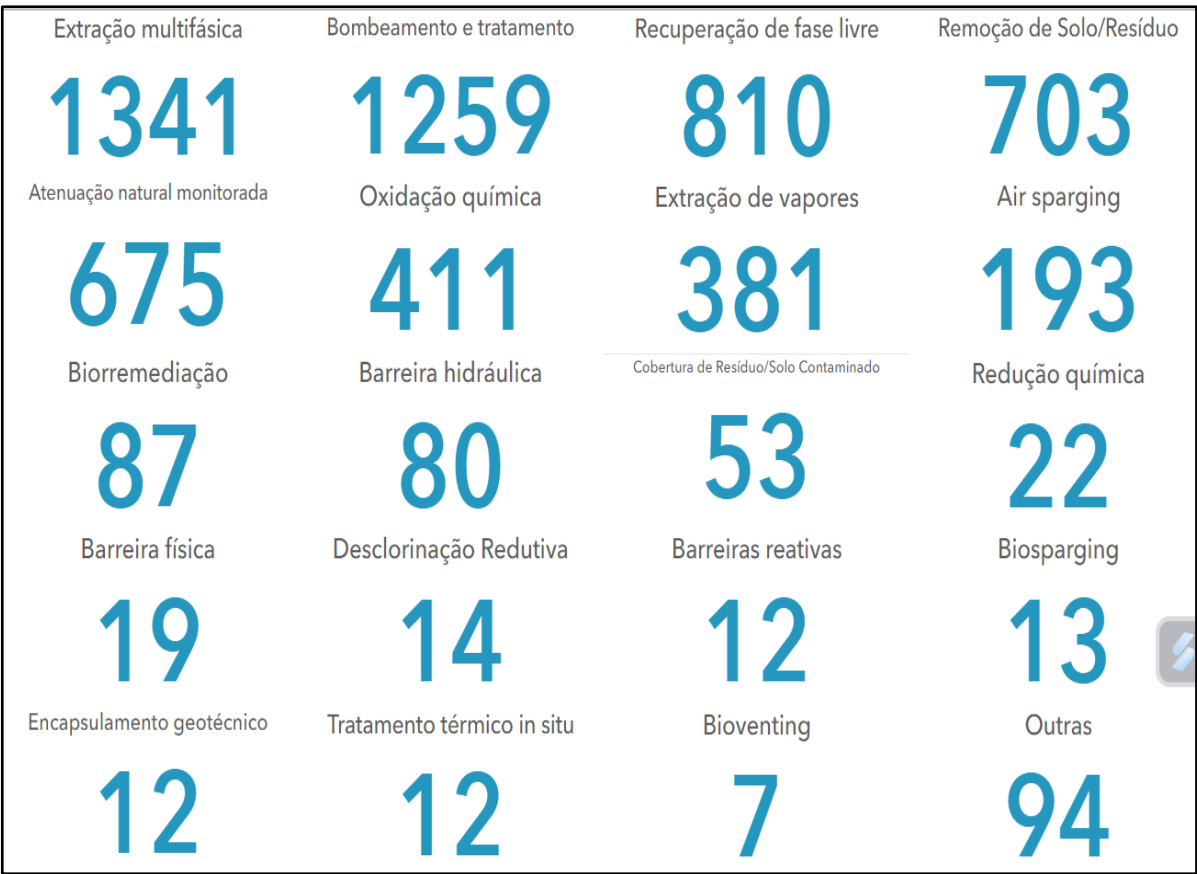 Extração multifásica Bombeamento e tratamento Recuperação de fase livre Remoção de Solo/Resíduo
1341 1259 810 703
Atenuação natural monitorada Oxidação química Extração de vapores Air sparging
675 411 381 193
Biorremediação Barreira hidráulica Cobertura de Resíduo/Solo Contaminado Redução química
87 80 53 22
Barreira física Desclorinação Redutiva Barreiras reativas Biosparging
19 14 12 13
Encapsulamento geotécnico Tratamento térmico in situ Bioventing Outras
12 12 7 94